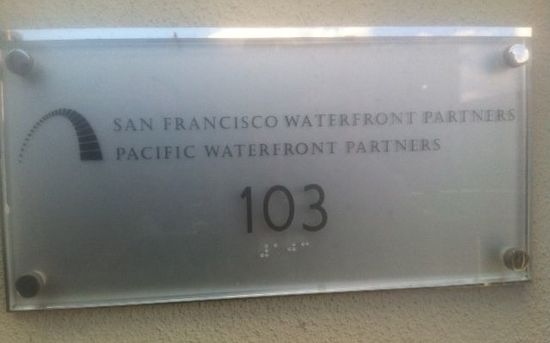 SAN FRANCISCO WATERFRONT PARTNERS
PACIFIC WATERFRONT PARTNERS
103